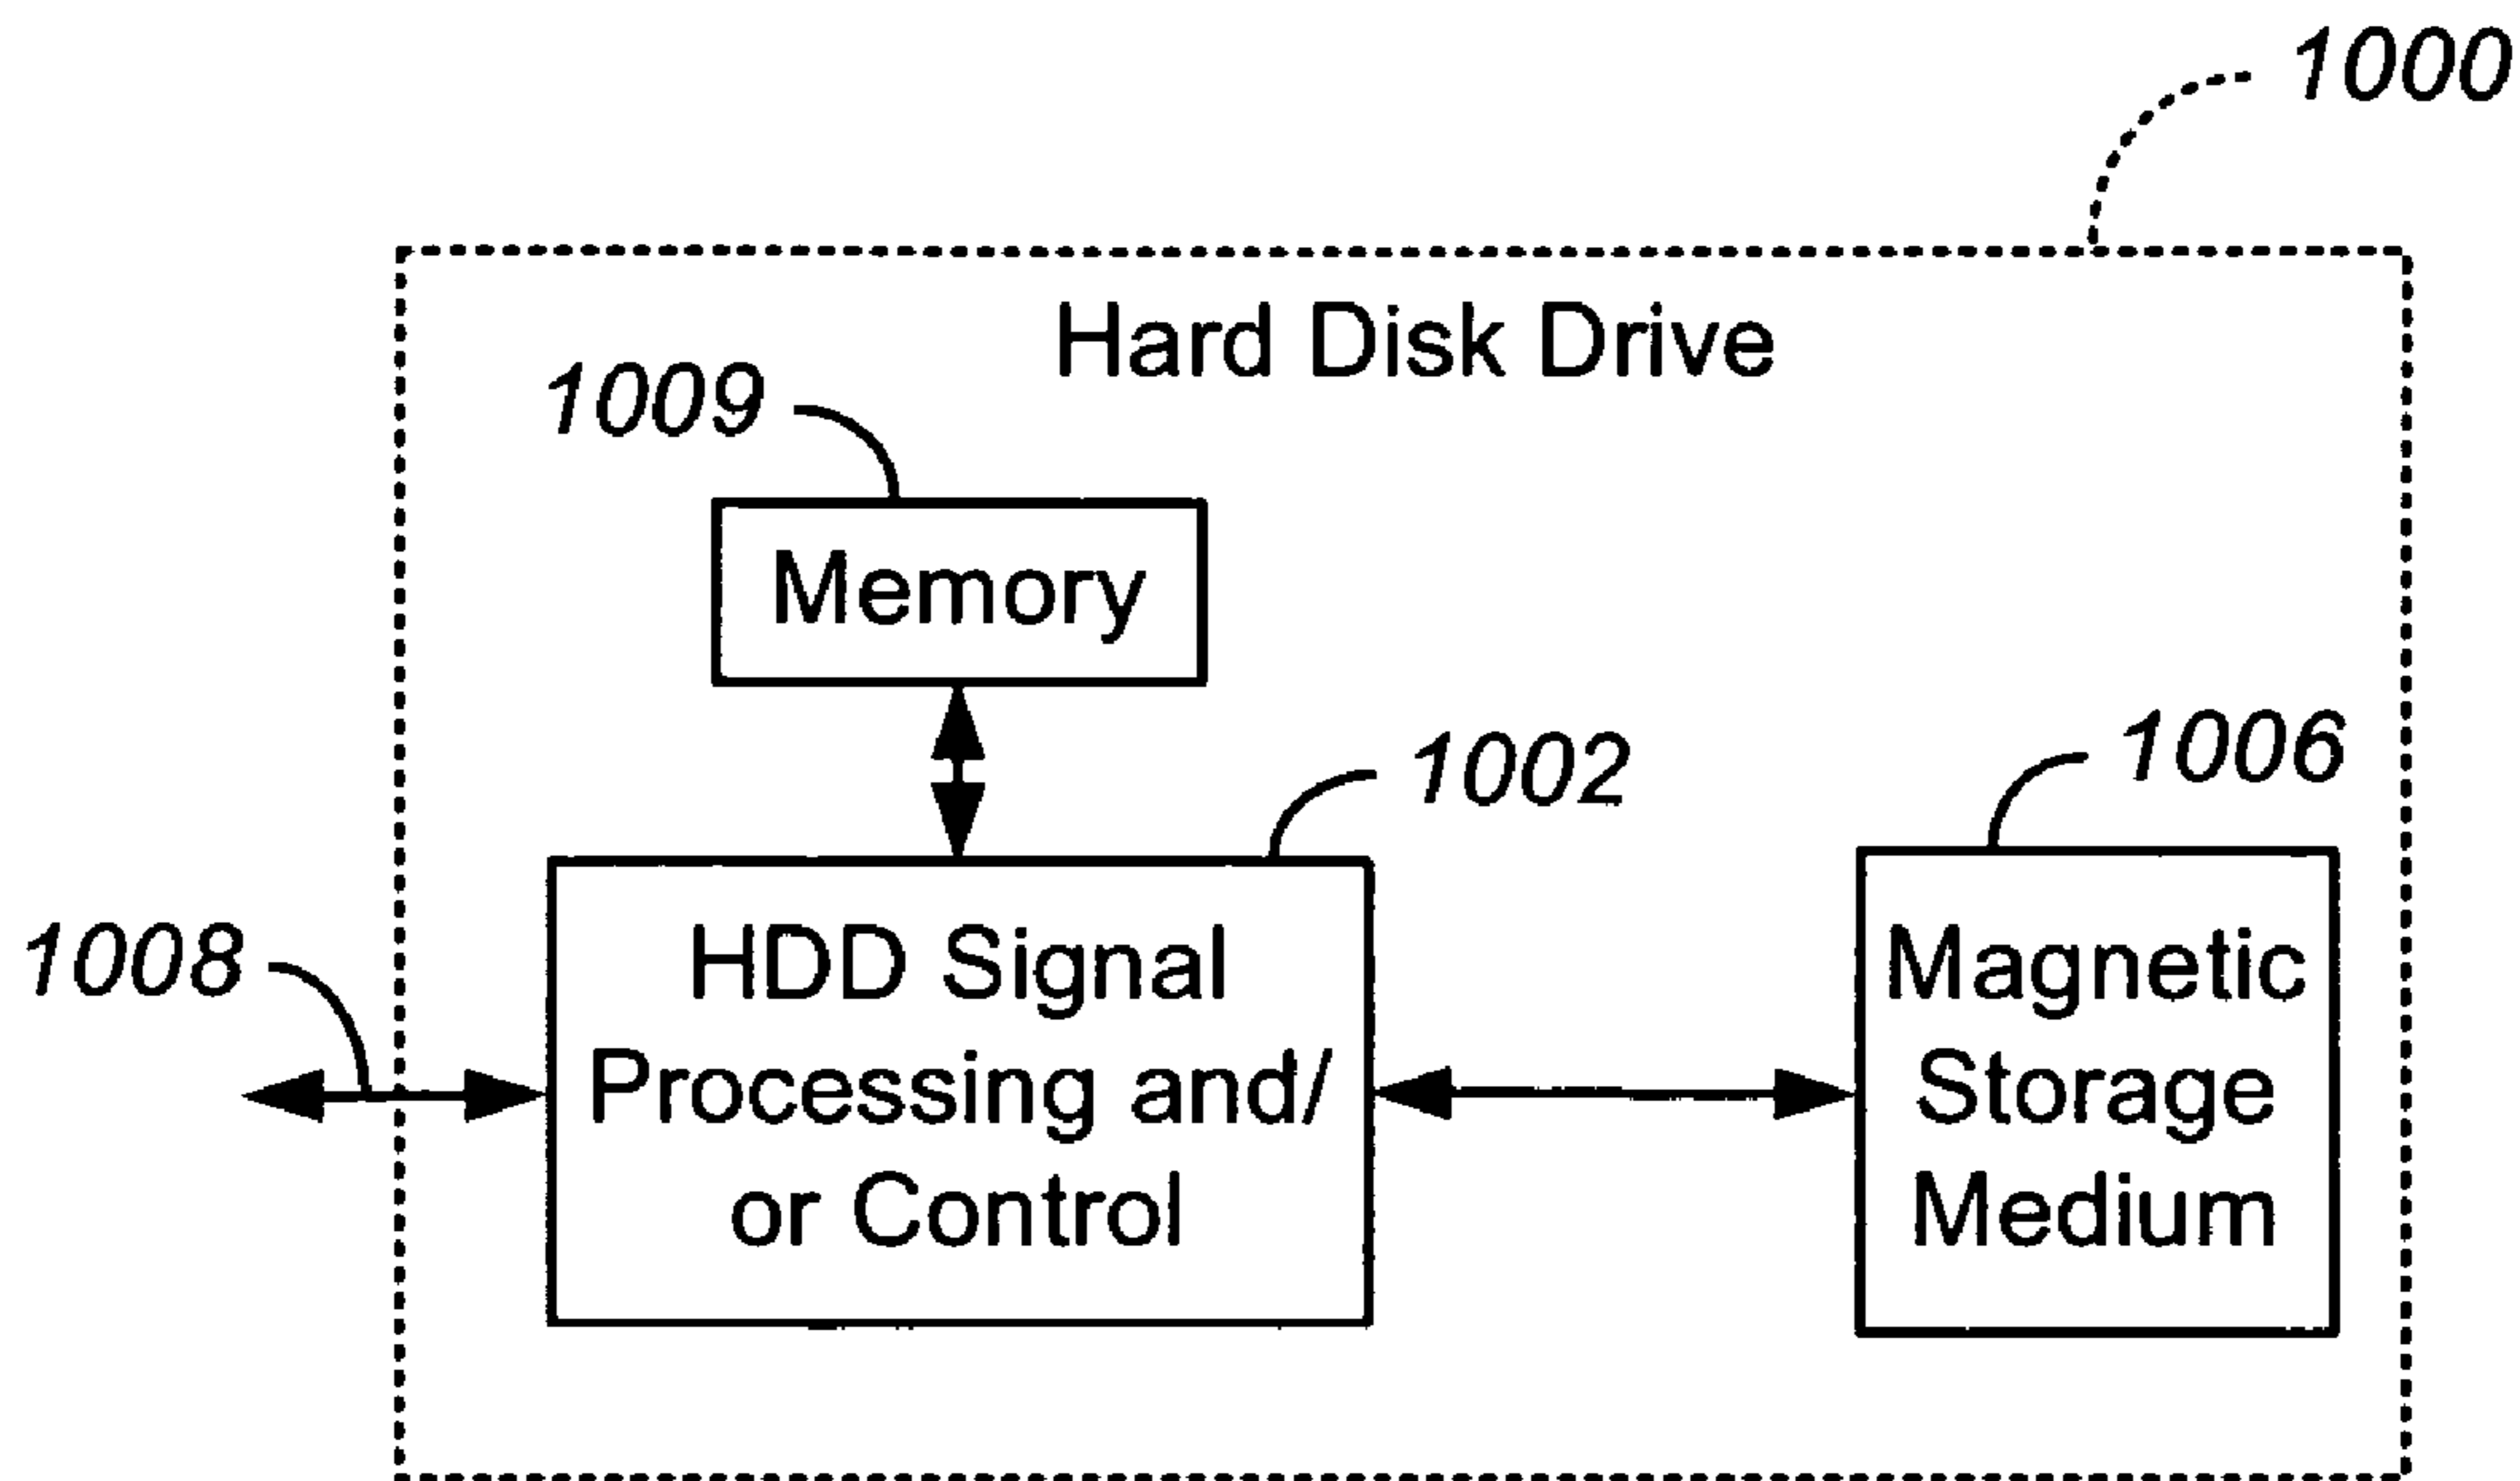 1000
Hard Disk Drive
1009
Memory
1002
1006
1008
HDD Signal
Processing and/
or Control
Magnetic
Storage
Medium